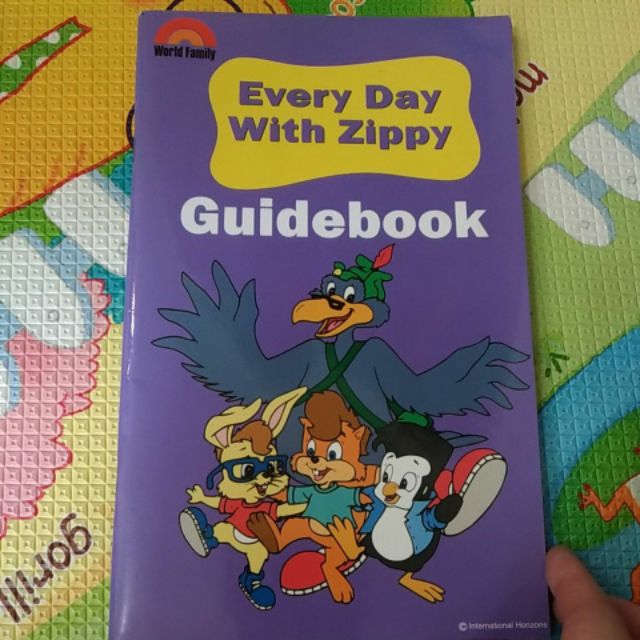 World Family
Every Day
With Zippy
Guidebook
© International Horizons